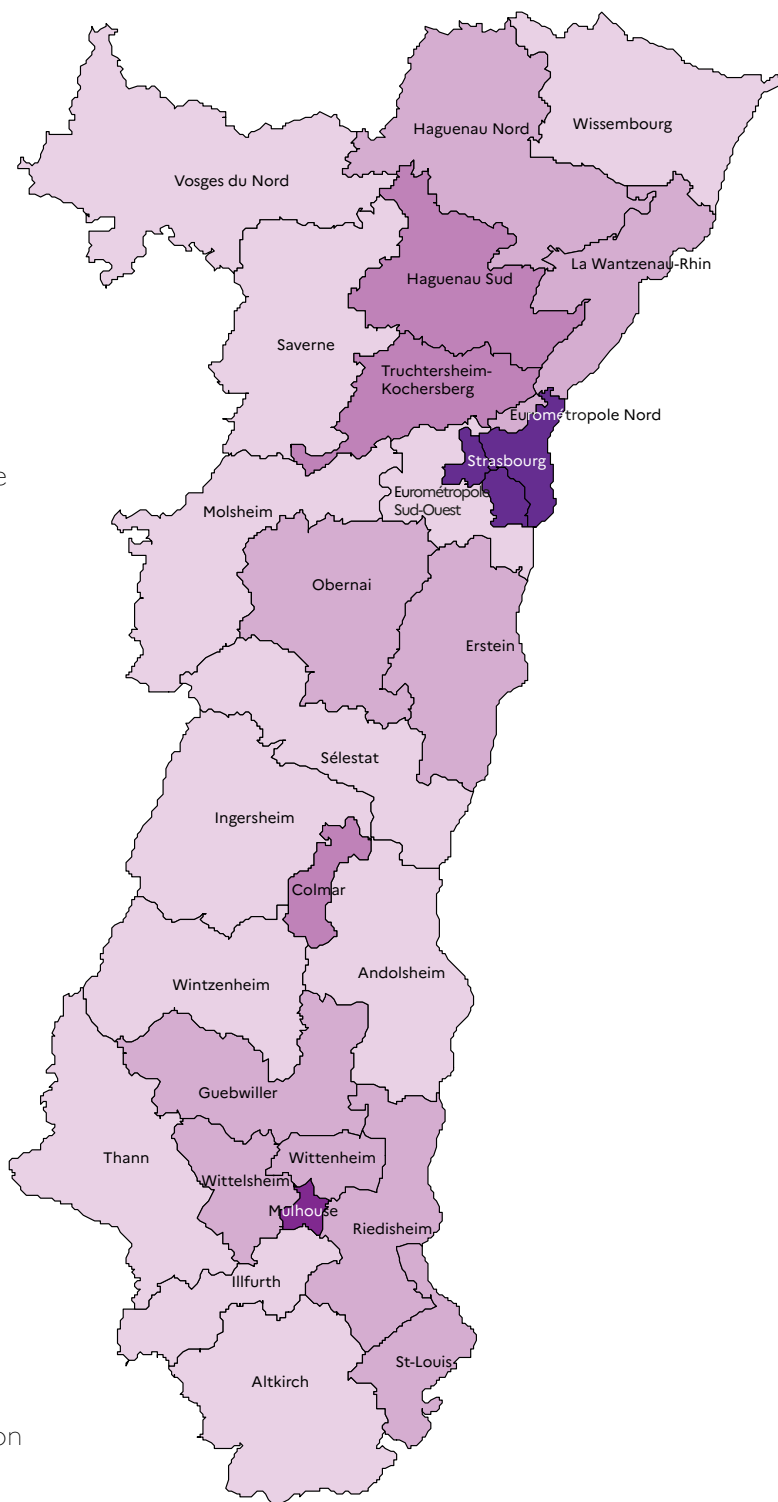 Haguenau Nord
Wissembourg
Vosges du Nord
La Wantzenau-Rhin
Haguenau Sud
Saverne
Truchtersheim-
Kochersberg
Eurométropole Nord
Strasbourg
e
Eurométropole
Sud-Ouest
Molsheim
Obernai
Erstein
Sélestat
Ingersheim
Colmar
Andolsheim
Wintzenheim
Guebwiller
Thann
Wittenheim
Wittelsheim
Mulhouse
Riedisheim
Illfurth
St-Louis
Altkirch
on